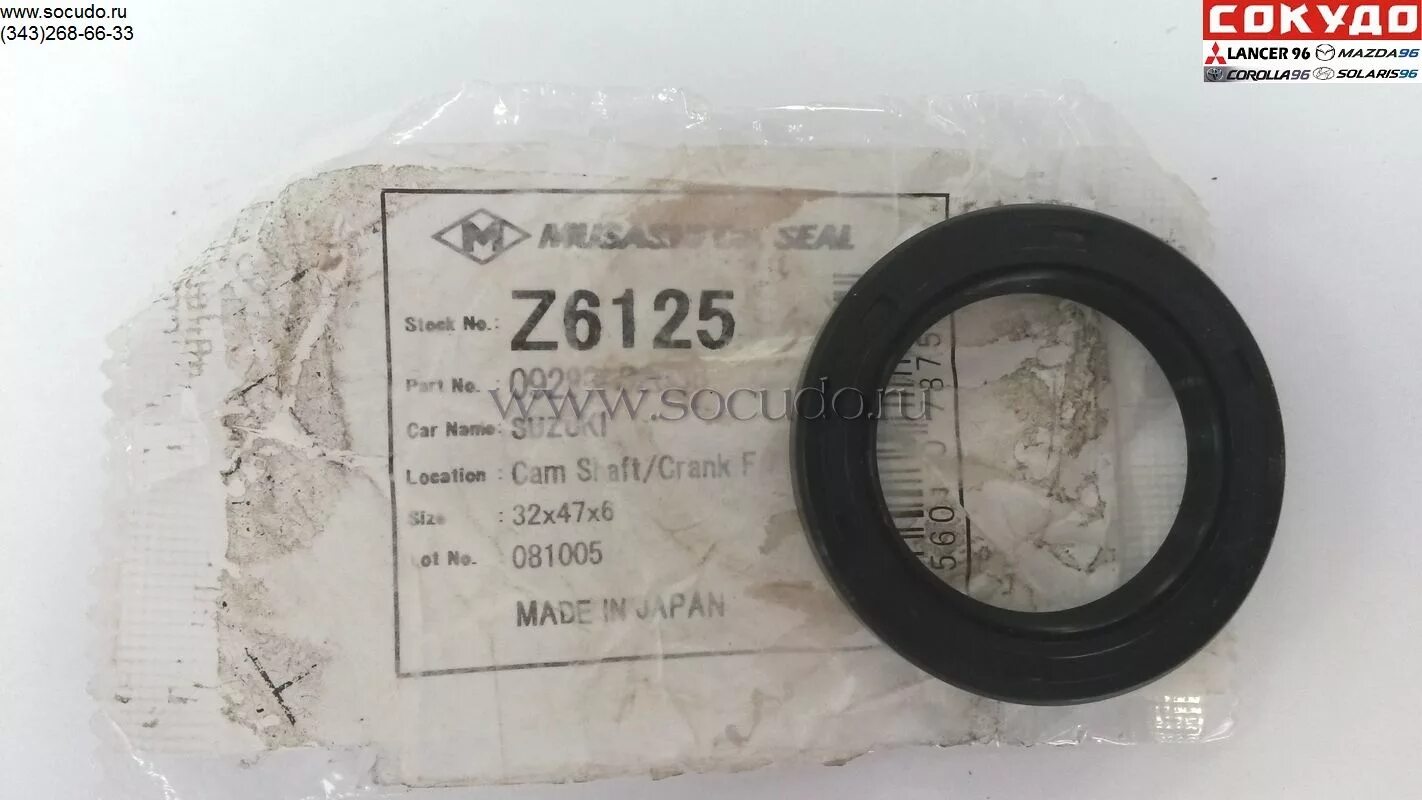 www.socudo.ru
(343)268-66-33
СОКУДО
LANCER 96 MAZDA96
COROLLA96 SOLARIS96
M SEAL
Stock No.: Z6125
Part No.
www.socudo.ru
Car Name: SUZUKI
Location : Cam Shaft/Crank F
Size : 32x47x6
Lot No. 081005
MADE IN JAPAN